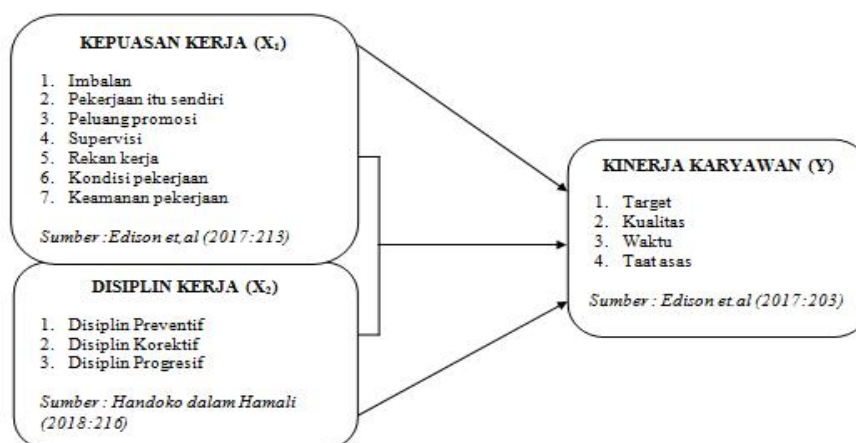 KEPUASAN KERJA (X₁)
1. Imbalan
2. Pekerjaan itu sendiri
3. Peluang promosi
4. Supervisi
5. Rekan kerja
6. Kondisi pekerjaan
7. Keamanan pekerjaan
Sumber :Edison et,al (2017:213)
DISIPLIN KERJA (X₂)
1. Disiplin Preventif
2. Disiplin Korektif
3. Disiplin Progresif
Sumber : Handoko dalam Hamali
(2018:216)
KINERJA KARYAWAN (Y)
1. Target
2. Kualitas
3. Waktu
4. Taat asas
Sumber : Edison et.al (2017:203)